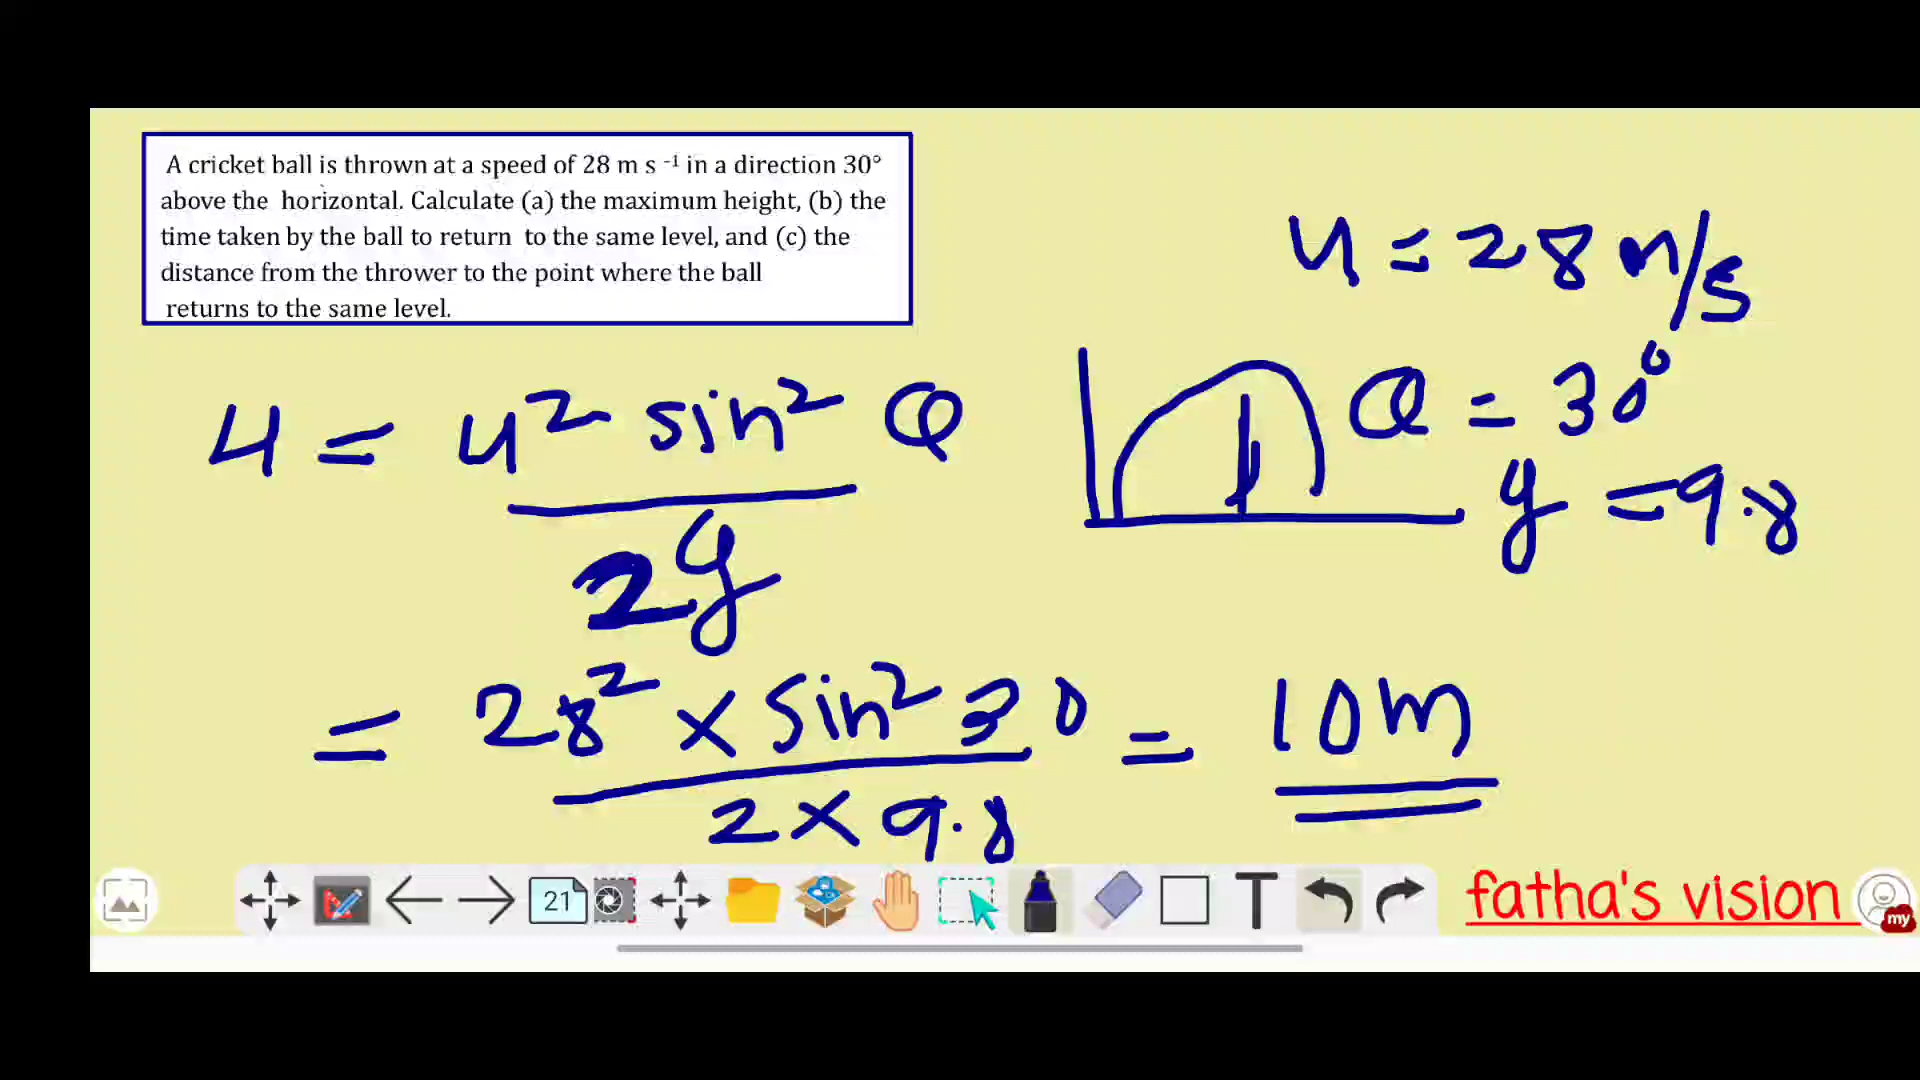 A cricket ball is thrown at a speed of 28 m s ⁻¹ in a direction 30°
above the horizontal. Calculate (a) the maximum height, (b) the
time taken by the ball to return to the same level, and (c) the
distance from the thrower to the point where the ball
returns to the same level.
u = 28 m/s
θ = 30°
g = 9.8
H = u² sin² θ
2g
= 28² × sin² 30 = 10m
2 × 9.8
21
T
fatha's vision
my